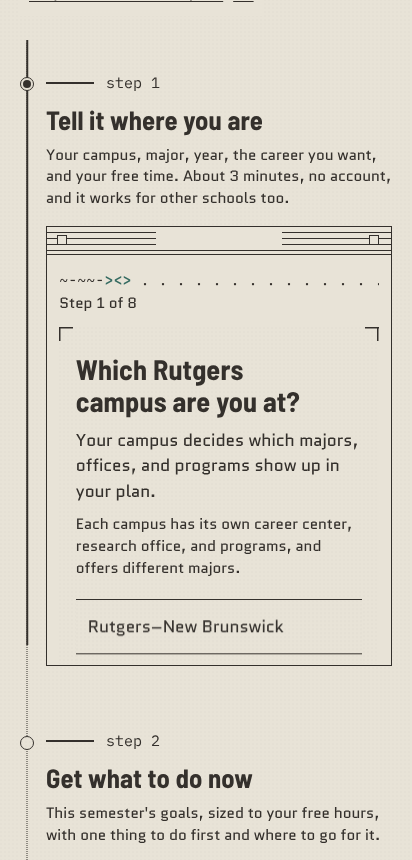 step 1
Tell it where you are
Your campus, major, year, the career you want,
and your free time. About 3 minutes, no account,
and it works for other schools too.
~-~~-><> . . . . . . . . . . . . .
Step 1 of 8
Which Rutgers
campus are you at?
Your campus decides which majors,
offices, and programs show up in
your plan.
Each campus has its own career center,
research office, and programs, and
offers different majors.
Rutgers–New Brunswick
step 2
Get what to do now
This semester's goals, sized to your free hours,
with one thing to do first and where to go for it.